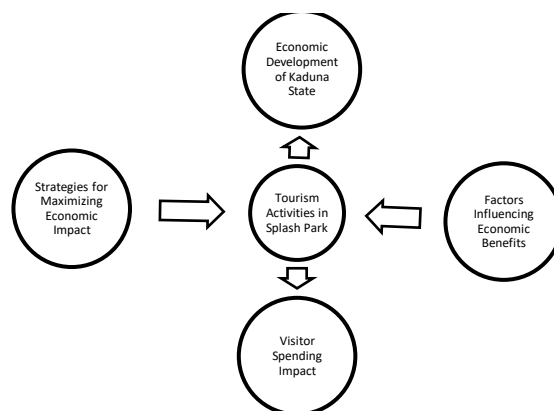 Economic
Development
of Kaduna
State
Strategies for
Maximizing
Economic
Impact
Tourism
Activities in
Splash Park
Factors
Influencing
Economic
Benefits
Visitor
Spending
Impact